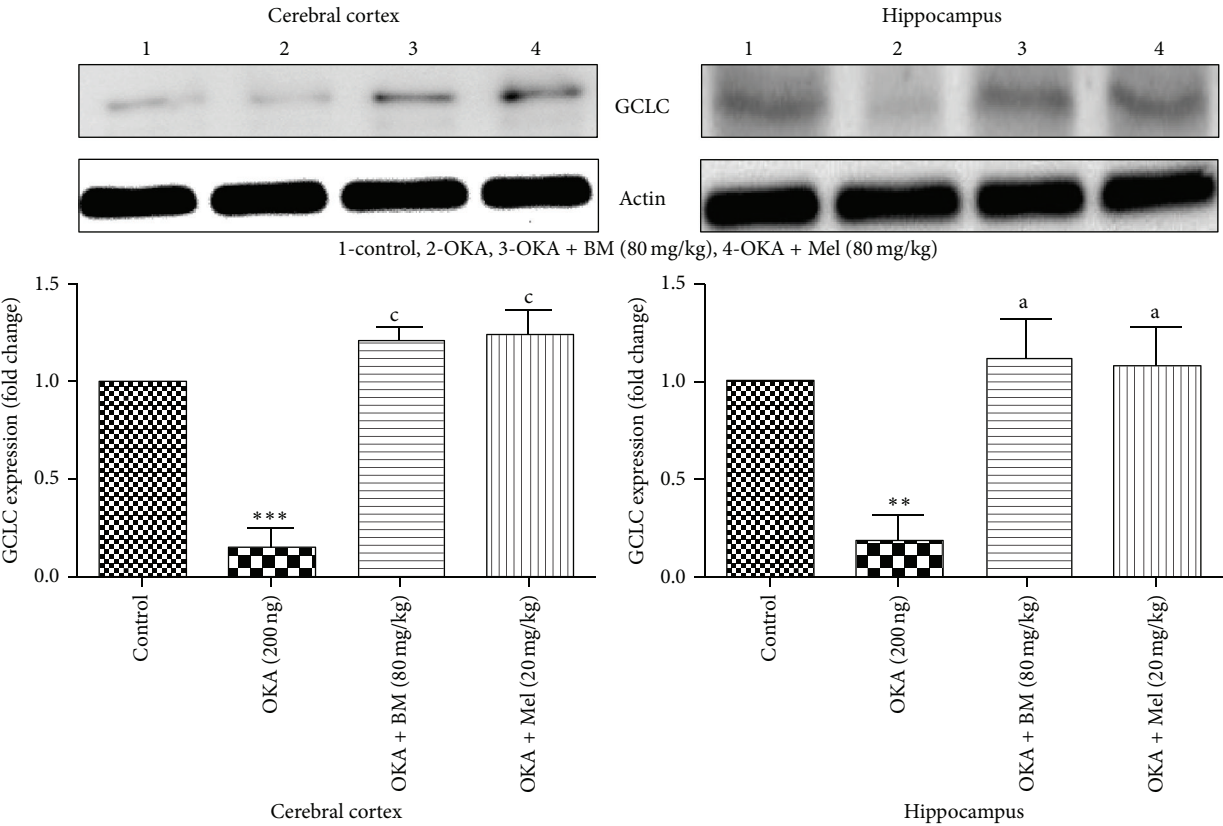 Cerebral cortex
1 2 3 4
GCLC
Actin
Hippocampus
1 2 3 4
1-control, 2-OKA, 3-OKA + BM (80 mg/kg), 4-OKA + Mel (80 mg/kg)
GCLC expression (fold change)
1.5
1.0
0.5
0.0
***
c
c
Control
OKA (200 ng)
OKA + BM (80 mg/kg)
OKA + Mel (20 mg/kg)
Cerebral cortex
GCLC expression (fold change)
1.5
1.0
0.5
0.0
**
a
a
Control
OKA (200 ng)
OKA + BM (80 mg/kg)
OKA + Mel (20 mg/kg)
Hippocampus